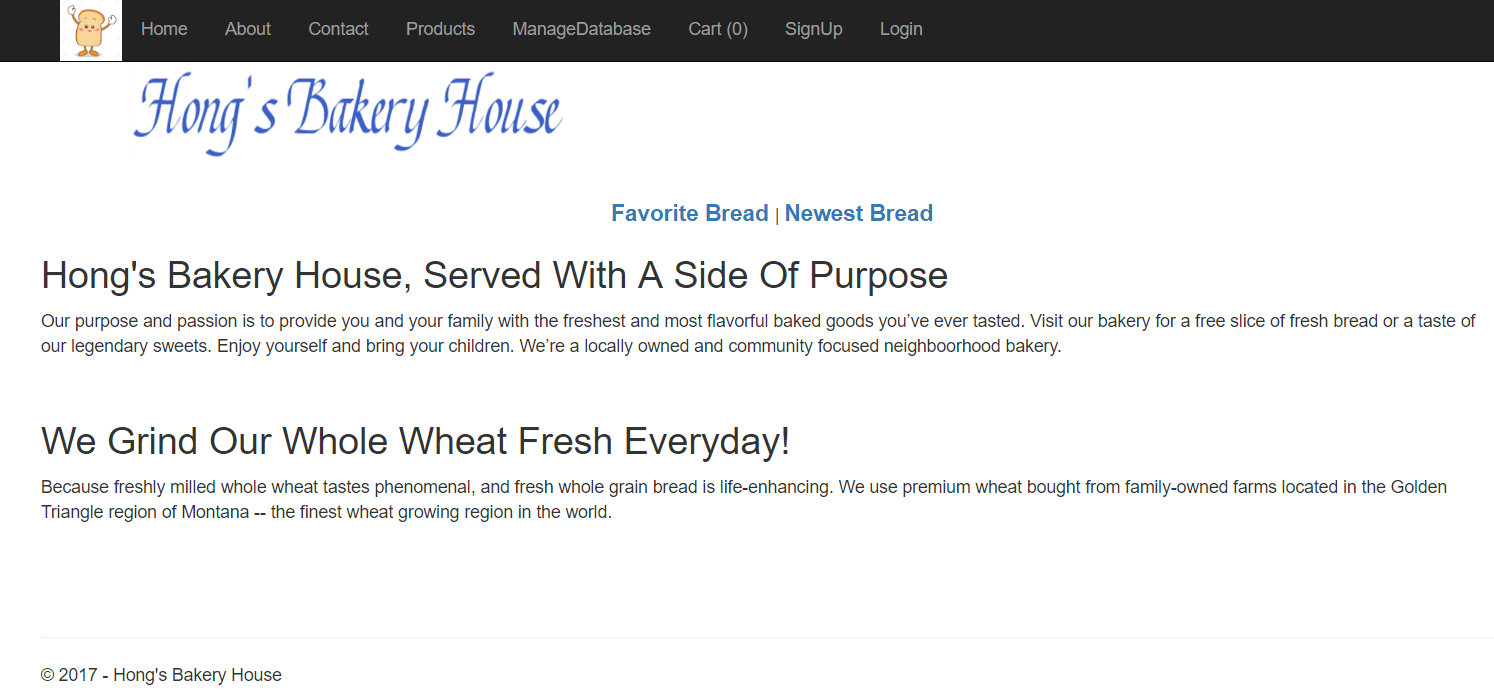 Home About Contact Products ManageDatabase Cart (0) SignUp Login
Hong's Bakery House
Favorite Bread | Newest Bread
Hong's Bakery House, Served With A Side Of Purpose
Our purpose and passion is to provide you and your family with the freshest and most flavorful baked goods you’ve ever tasted. Visit our bakery for a free slice of fresh bread or a taste of
our legendary sweets. Enjoy yourself and bring your children. We’re a locally owned and community focused neighboorhood bakery.
We Grind Our Whole Wheat Fresh Everyday!
Because freshly milled whole wheat tastes phenomenal, and fresh whole grain bread is life-enhancing. We use premium wheat bought from family-owned farms located in the Golden
Triangle region of Montana -- the finest wheat growing region in the world.
© 2017 - Hong's Bakery House